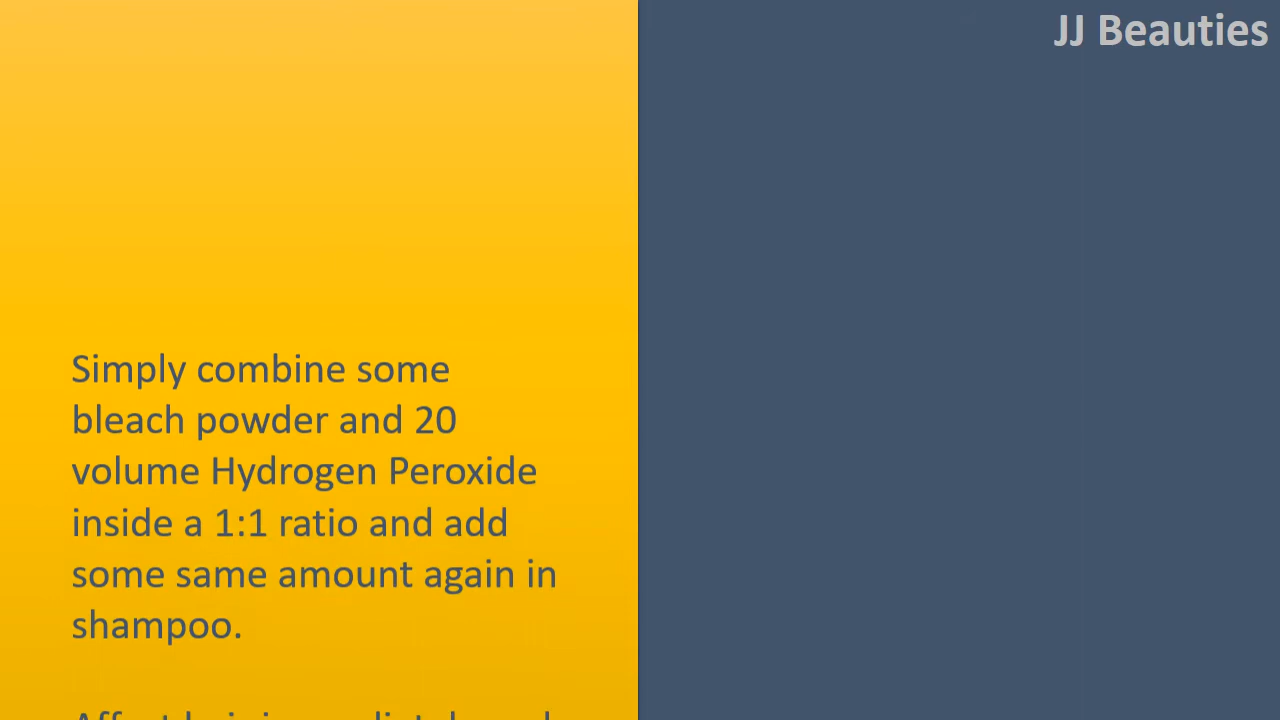 JJ Beauties
Simply combine some
bleach powder and 20
volume Hydrogen Peroxide
inside a 1:1 ratio and add
some same amount again in
shampoo.